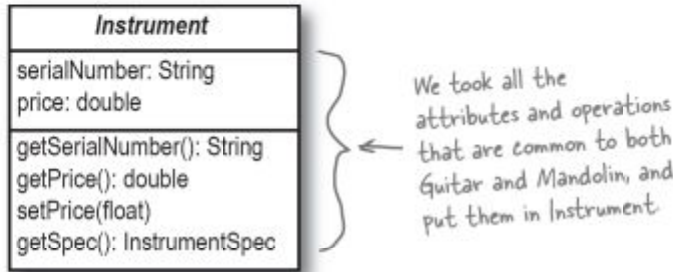 Instrument
serialNumber: String
price: double
getSerialNumber(): String
getPrice(): double
setPrice(float)
getSpec(): InstrumentSpec
We took all the
attributes and operations
that are common to both
Guitar and Mandolin, and
put them in Instrument